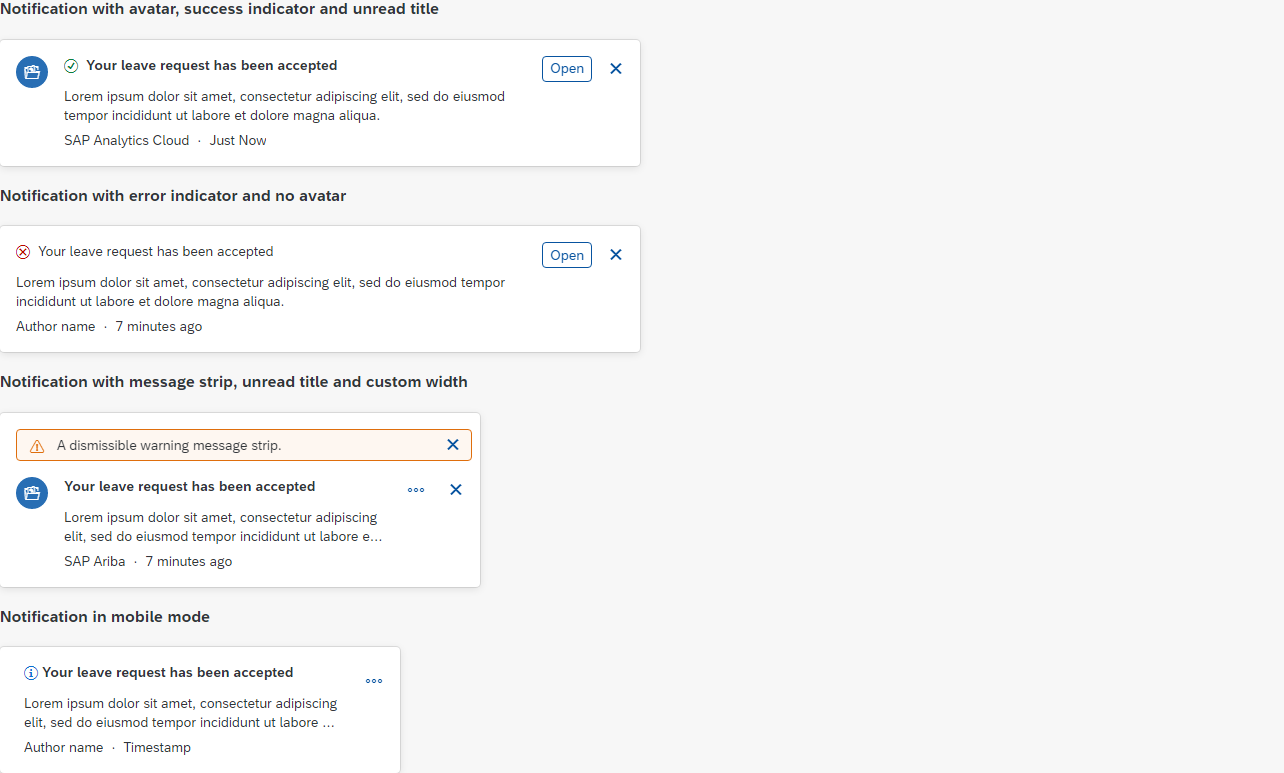 Notification with avatar, success indicator and unread title
Your leave request has been accepted
Open
Lorem ipsum dolor sit amet, consectetur adipiscing elit, sed do eiusmod
tempor incididunt ut labore et dolore magna aliqua.
SAP Analytics Cloud · Just Now
Notification with error indicator and no avatar
Your leave request has been accepted
Open
Lorem ipsum dolor sit amet, consectetur adipiscing elit, sed do eiusmod tempor
incididunt ut labore et dolore magna aliqua.
Author name · 7 minutes ago
Notification with message strip, unread title and custom width
A dismissible warning message strip.
Your leave request has been accepted
Lorem ipsum dolor sit amet, consectetur adipiscing
elit, sed do eiusmod tempor incididunt ut labore e...
SAP Ariba · 7 minutes ago
Notification in mobile mode
Your leave request has been accepted
Lorem ipsum dolor sit amet, consectetur adipiscing
elit, sed do eiusmod tempor incididunt ut labore ...
Author name · Timestamp